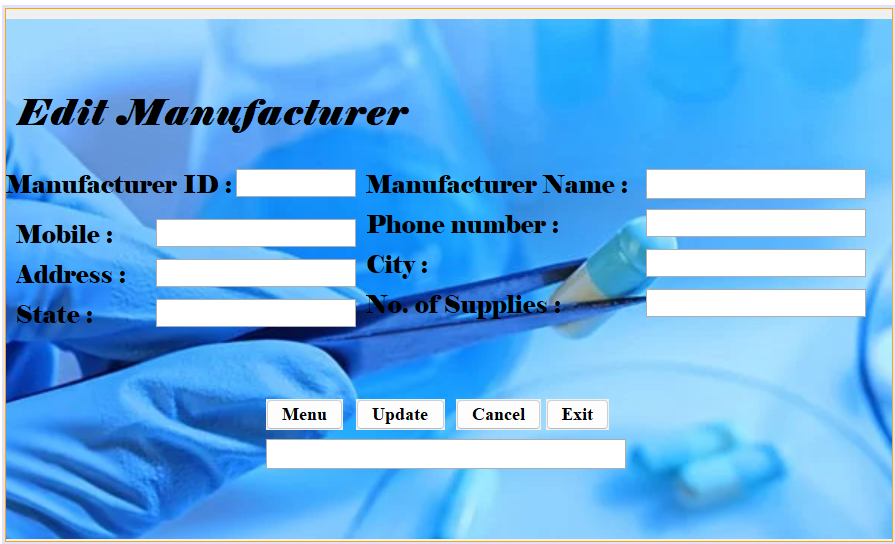 Edit Manufacturer
Manufacturer ID :
Manufacturer Name :
Mobile :
Phone number :
Address :
City :
State :
No. of Supplies :
Menu
Update
Cancel
Exit